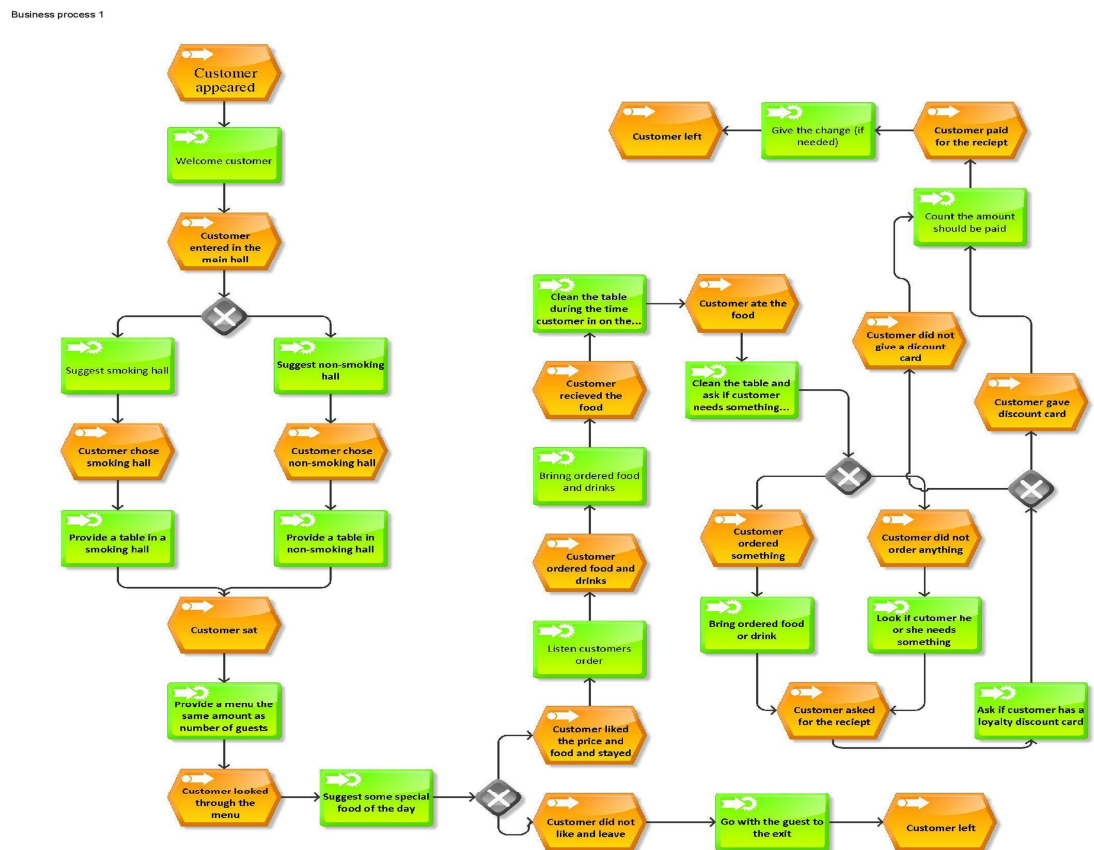 Business process 1
Customer
appeared
Welcome customer
Customer
entered in the
main hall
Suggest smoking hall
Suggest non-smoking
hall
Customer chose
smoking hall
Customer chose
non-smoking hall
Provide a table in a
smoking hall
Provide a table in
non-smoking hall
Customer sat
Provide a menu the
same amount as
number of guests
Customer looked
through the
menu
Suggest some special
food of the day
Customer liked
the price and
food and stayed
Customer did not
like and leave
Go with the guest to
the exit
Customer left
Listen customers
order
Customer
ordered food and
drinks
Brinng ordered food
and drinks
Customer
recieved the
food
Clean the table
during the time
customer in on the...
Customer ate the
food
Clean the table and
ask if customer
needs something...
Customer
ordered
something
Customer did not
order anything
Bring ordered food
or drink
Look if cutomer he
or she needs
something
Customer asked
for the reciept
Ask if customer has a
loyalty discount card
Customer did not
give a dicount
card
Customer gave
discount card
Count the amount
should be paid
Customer paid
for the reciept
Give the change (if
needed)
Customer left